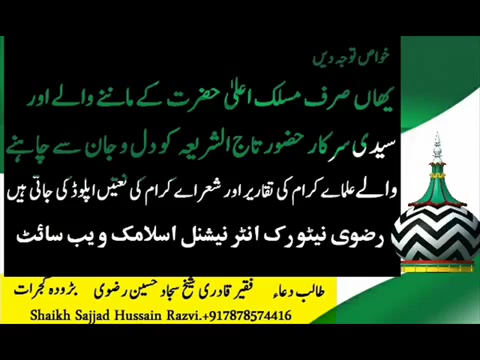 خواص توجہ دیں
یہاں صرف مسلک اعلیٰ حضرت کے ماننے والے اور
سیدی سرکار حضور تاج الشریعہ کو دل و جان سے چاہنے
والے علماے کرام کی تقاریر اور شعراے کرام کی نعتیں اپلوڈ کی جاتی ہیں
رضوی نیٹورک انٹرنیشنل اسلامک ویب سائٹ
طالب دعاء فقیر قادری شیخ سجاد حسین رضوی بڑودہ گجرات
Shaikh Sajjad Hussain Razvi.+917878574416